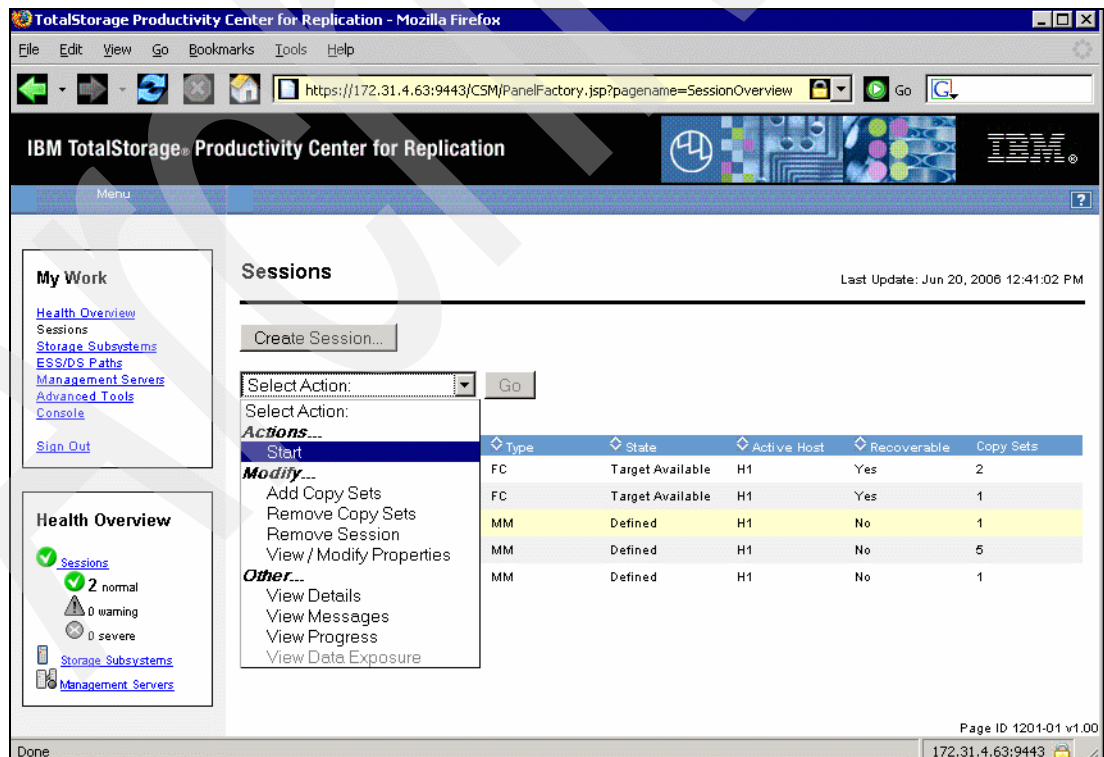 TotalStorage Productivity Center for Replication - Mozilla Firefox
File Edit View Go Bookmarks Tools Help
https://172.31.4.63:9443/CSM/PanelFactory.jsp?pagename=SessionOverview Go G
IBM TotalStorage® Productivity Center for Replication IBM®
Menu ?
My Work
Health Overview
Sessions
Storage Subsystems
ESS/DS Paths
Management Servers
Advanced Tools
Console
Sign Out
Health Overview
Sessions
2 normal
0 warning
0 severe
Storage Subsystems
Management Servers
Sessions
Last Update: Jun 20, 2006 12:41:02 PM
Create Session...
Select Action: Go
Select Action:
Actions...
Start
Modify...
Add Copy Sets
Remove Copy Sets
Remove Session
View / Modify Properties
Other...
View Details
View Messages
View Progress
View Data Exposure
Type State Active Host Recoverable Copy Sets
FC Target Available H1 Yes 2
FC Target Available H1 Yes 1
MM Defined H1 No 1
MM Defined H1 No 5
MM Defined H1 No 1
Page ID 1201-01 v1.00
Done 172.31.4.63:9443